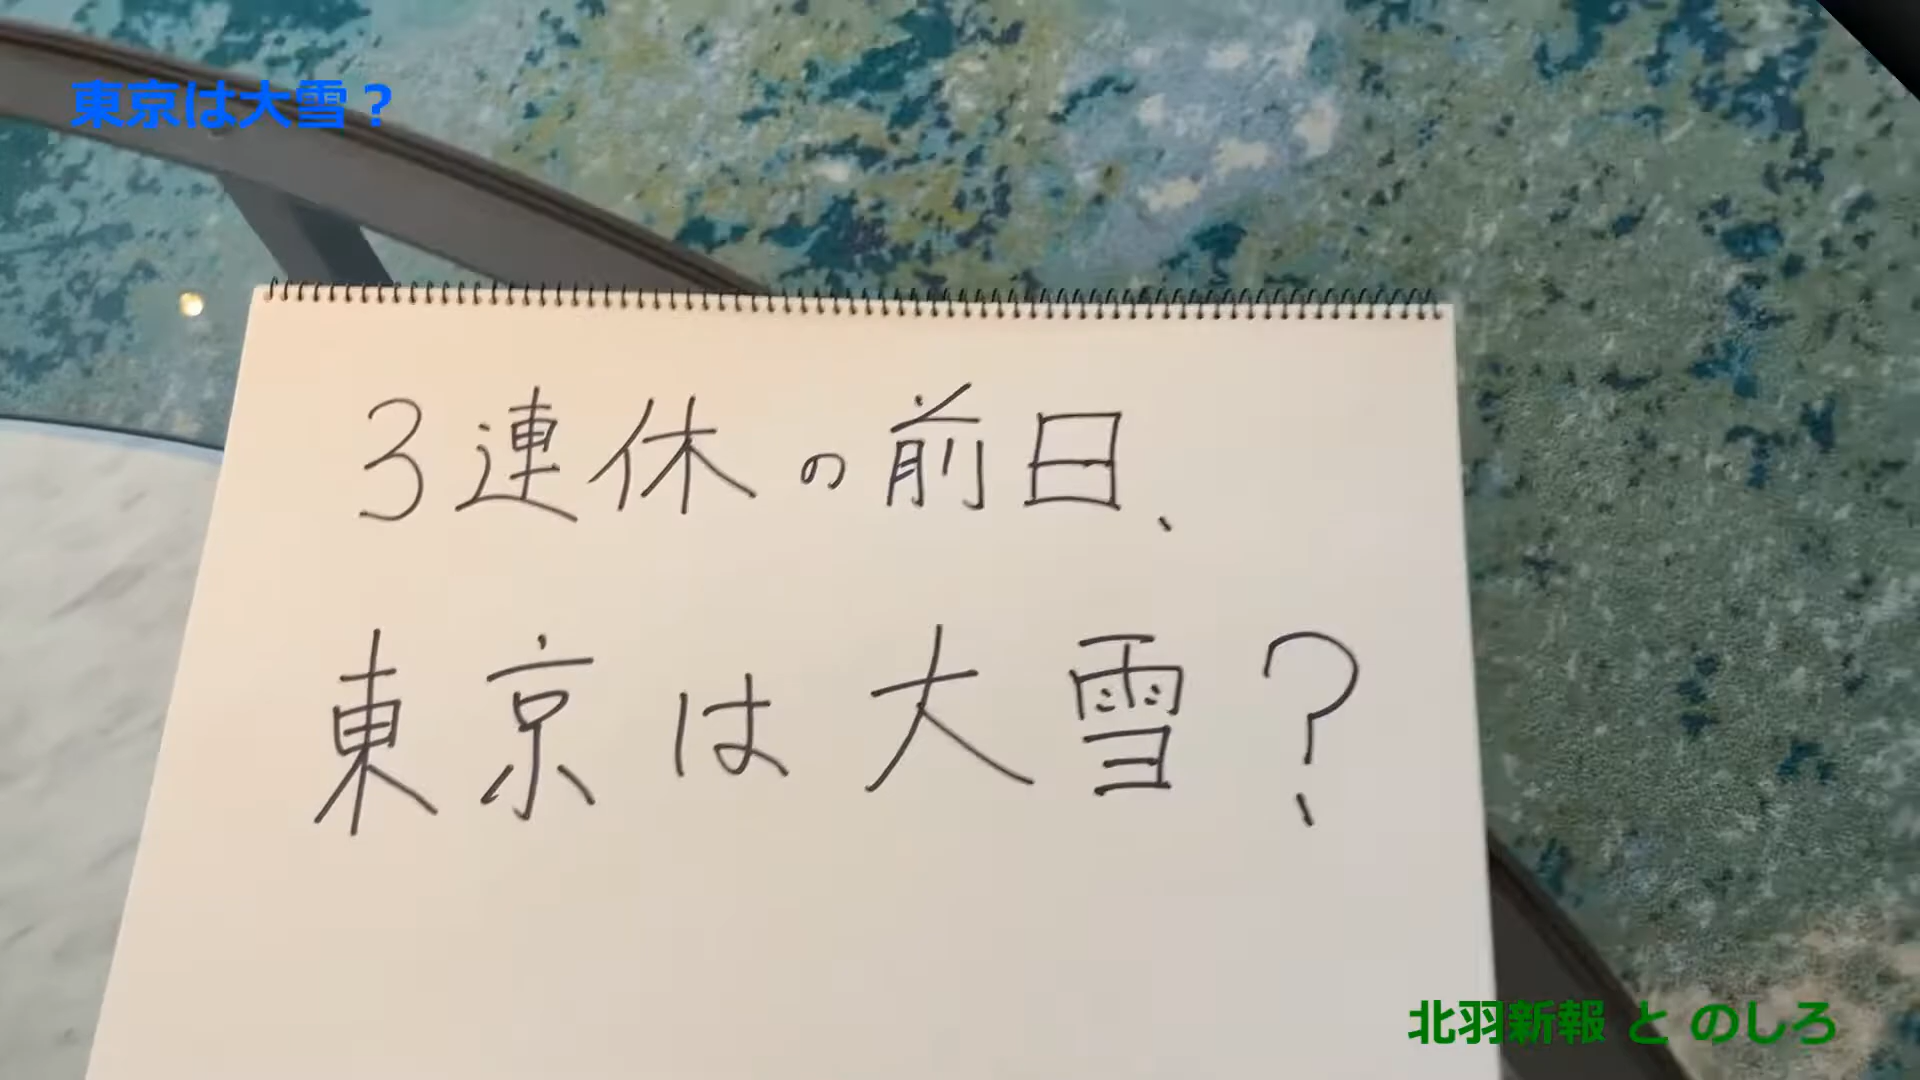 東京は大雪？
3連休の前日、
東京は大雪？
北羽新報 と のしろ